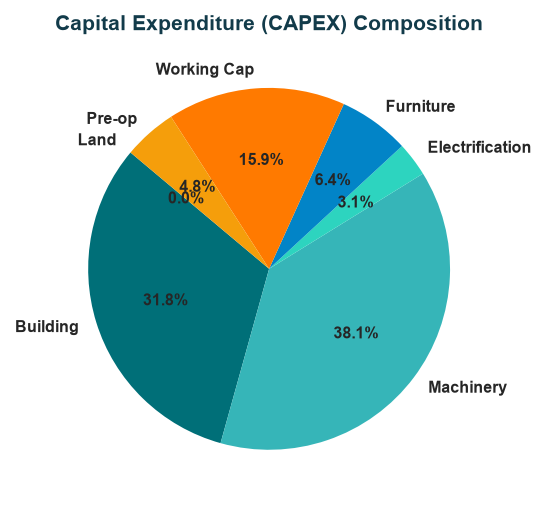 Capital Expenditure (CAPEX) Composition
Working Cap
Furniture
Pre-op
Land
Electrification
15.9%
6.4%
4.8%
0.0%
3.1%
31.8%
Building
38.1%
Machinery